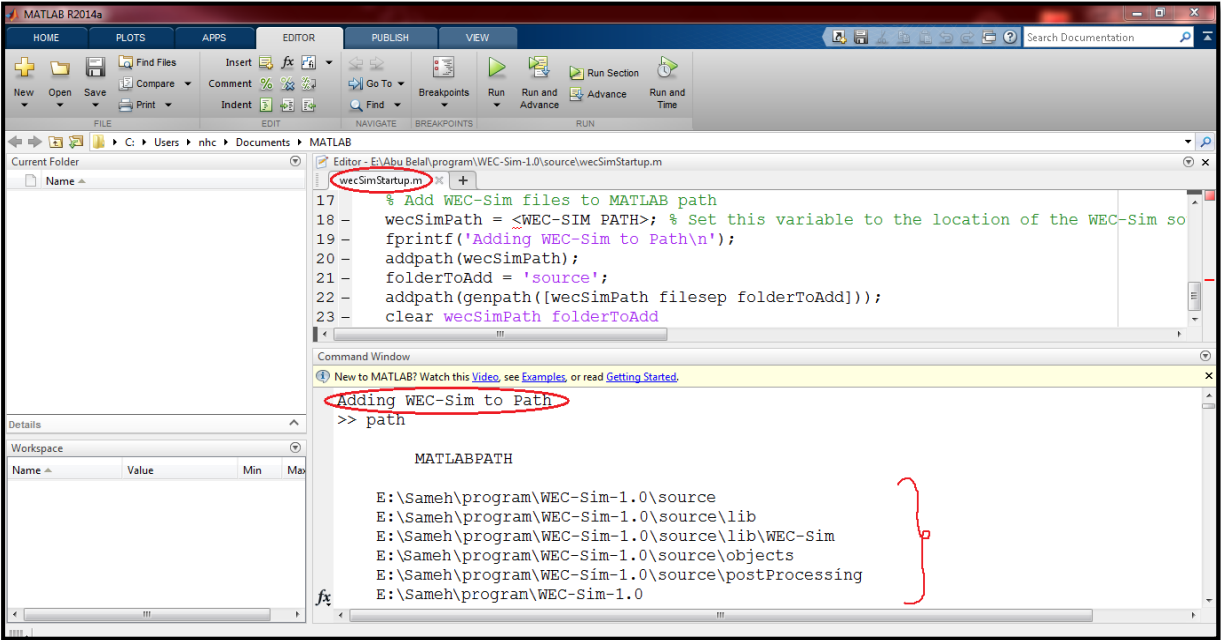 MATLAB R2014a
HOME PLOTS APPS EDITOR PUBLISH VIEW
Search Documentation
New Open Save
Find Files
Compare
Print
FILE
Insert fx
Comment
Indent
EDIT
Go To
Find
NAVIGATE
Breakpoints
BREAKPOINTS
Run
Run and Advance
Run Section
Advance
Run and Time
RUN
C: Users nhc Documents MATLAB
Current Folder
Name
Details
Workspace
Name Value Min Max
Editor - E:\Abu Belal\program\WEC-Sim-1.0\source\wecSimStartup.m
wecSimStartup.m
17 % Add WEC-Sim files to MATLAB path
18 – wecSimPath = <WEC-SIM PATH>; % Set this variable to the location of the WEC-Sim so
19 – fprintf('Adding WEC-Sim to Path\n');
20 – addpath(wecSimPath);
21 – folderToAdd = 'source';
22 – addpath(genpath([wecSimPath filesep folderToAdd]));
23 – clear wecSimPath folderToAdd
Command Window
New to MATLAB? Watch this Video, see Examples, or read Getting Started.
Adding WEC-Sim to Path
>> path
MATLABPATH
E:\Sameh\program\WEC-Sim-1.0\source
E:\Sameh\program\WEC-Sim-1.0\source\lib
E:\Sameh\program\WEC-Sim-1.0\source\lib\WEC-Sim
E:\Sameh\program\WEC-Sim-1.0\source\objects
E:\Sameh\program\WEC-Sim-1.0\source\postProcessing
E:\Sameh\program\WEC-Sim-1.0
fx